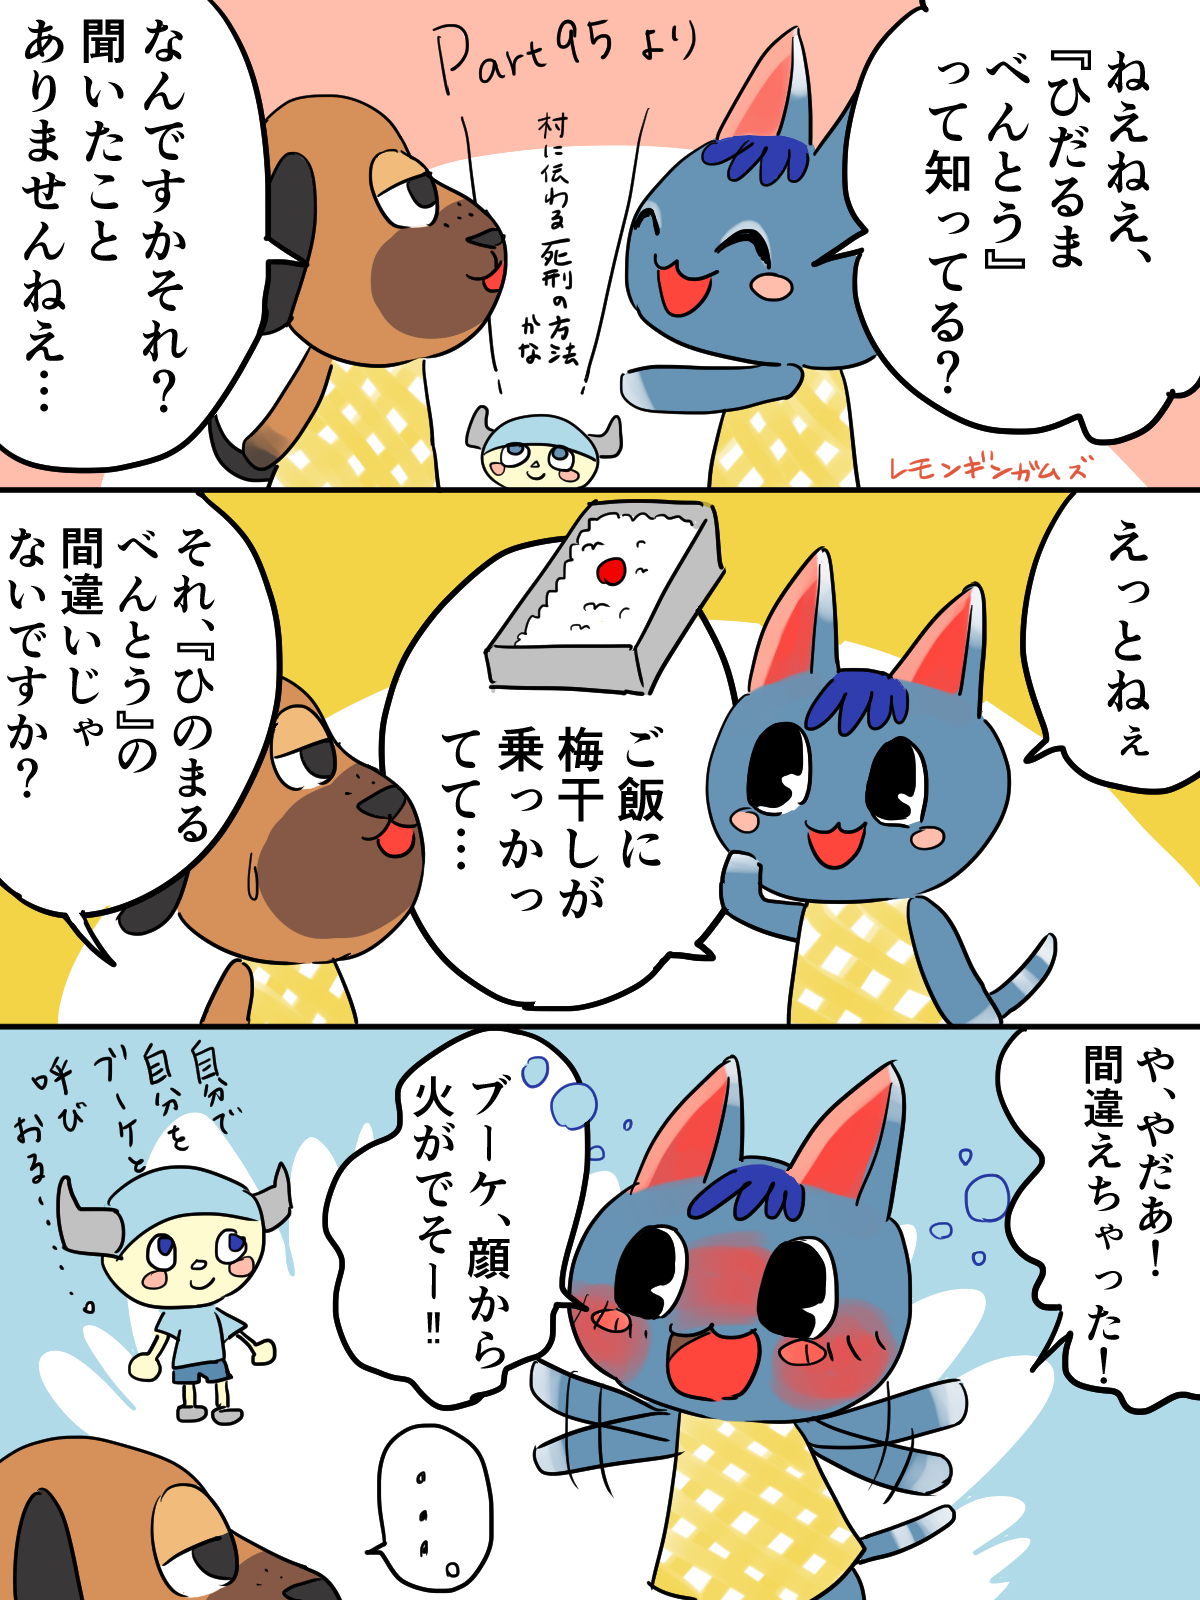 Part95より
ねえねえ、
『ひだるま
べんとう』
って知ってる？
村に伝わる死刑の方法
かな
なんですかそれ？
聞いたこと
ありませんねえ…
レモンギンガムズ
えっとねぇ
ご飯に
梅干しが
乗っかっ
てて…
それ、『ひのまる
べんとう』の
間違いじゃ
ないですか？
や、やだあ！
間違えちゃった！
ブーケ、顔から
火がでそー!!
自分で
自分を
ブーケと
呼び
おる…。
…。